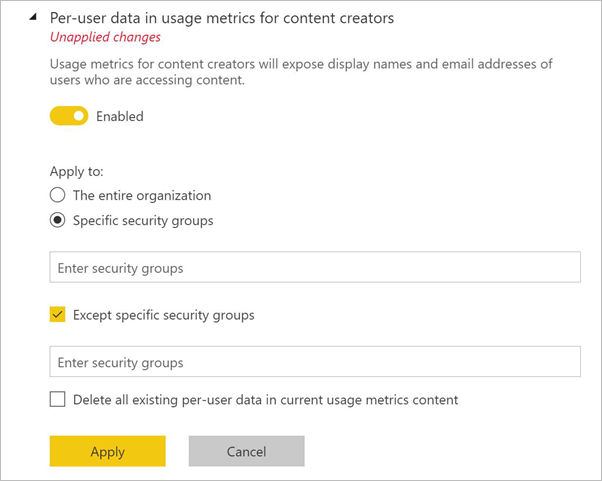 Per-user data in usage metrics for content creators
Unapplied changes
Usage metrics for content creators will expose display names and email addresses of
users who are accessing content.
Enabled
Apply to:
The entire organization
Specific security groups
Enter security groups
Except specific security groups
Enter security groups
Delete all existing per-user data in current usage metrics content
Apply
Cancel